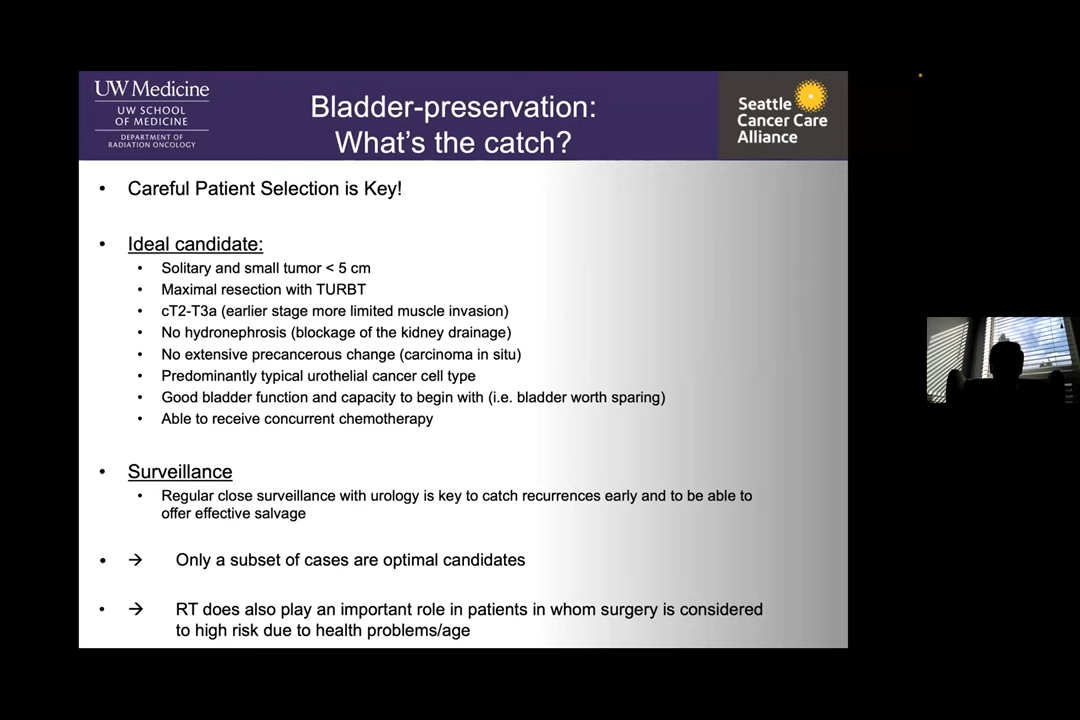 UW Medicine
UW SCHOOL
OF MEDICINE
DEPARTMENT OF
RADIATION ONCOLOGY
Bladder-preservation:
What's the catch?
Seattle
Cancer Care
Alliance
• Careful Patient Selection is Key!
• Ideal candidate:
• Solitary and small tumor < 5 cm
• Maximal resection with TURBT
• cT2-T3a (earlier stage more limited muscle invasion)
• No hydronephrosis (blockage of the kidney drainage)
• No extensive precancerous change (carcinoma in situ)
• Predominantly typical urothelial cancer cell type
• Good bladder function and capacity to begin with (i.e. bladder worth sparing)
• Able to receive concurrent chemotherapy
• Surveillance
• Regular close surveillance with urology is key to catch recurrences early and to be able to
offer effective salvage
• → Only a subset of cases are optimal candidates
• → RT does also play an important role in patients in whom surgery is considered
to high risk due to health problems/age